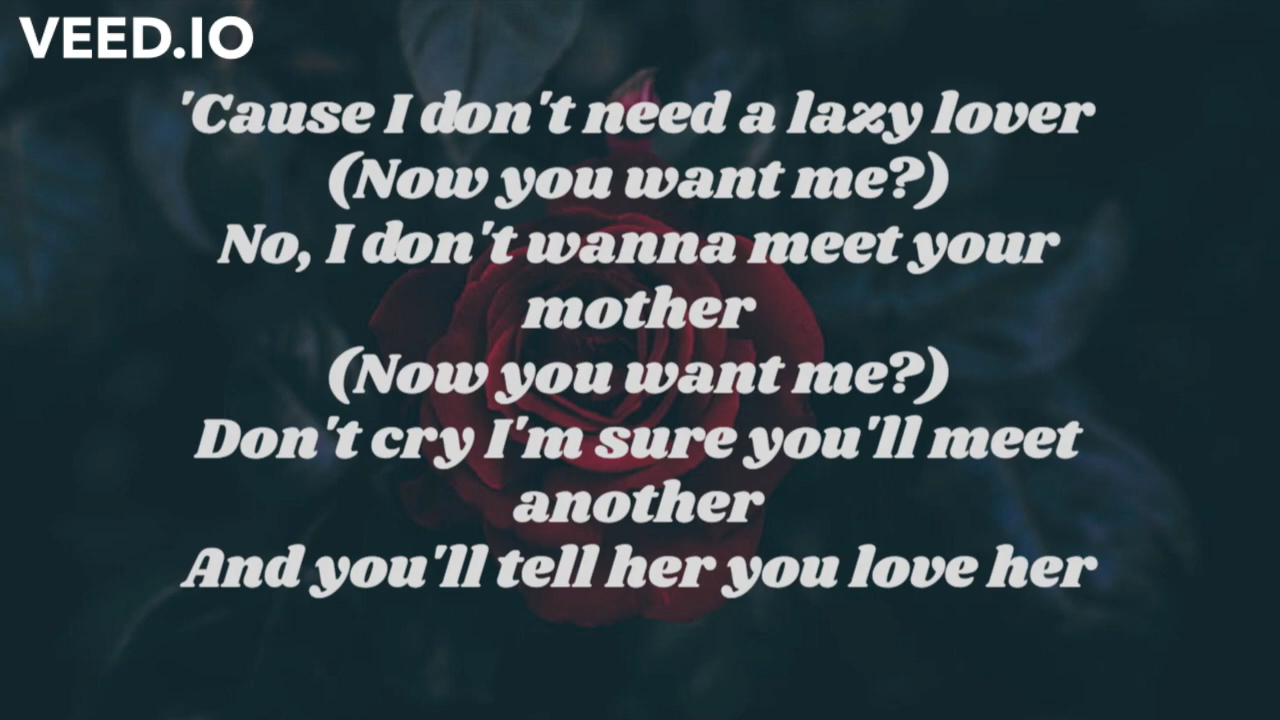 VEED.IO
'Cause I don't need a lazy lover
(Now you want me?)
No, I don't wanna meet your
mother
(Now you want me?)
Don't cry I'm sure you'll meet
another
And you'll tell her you love her